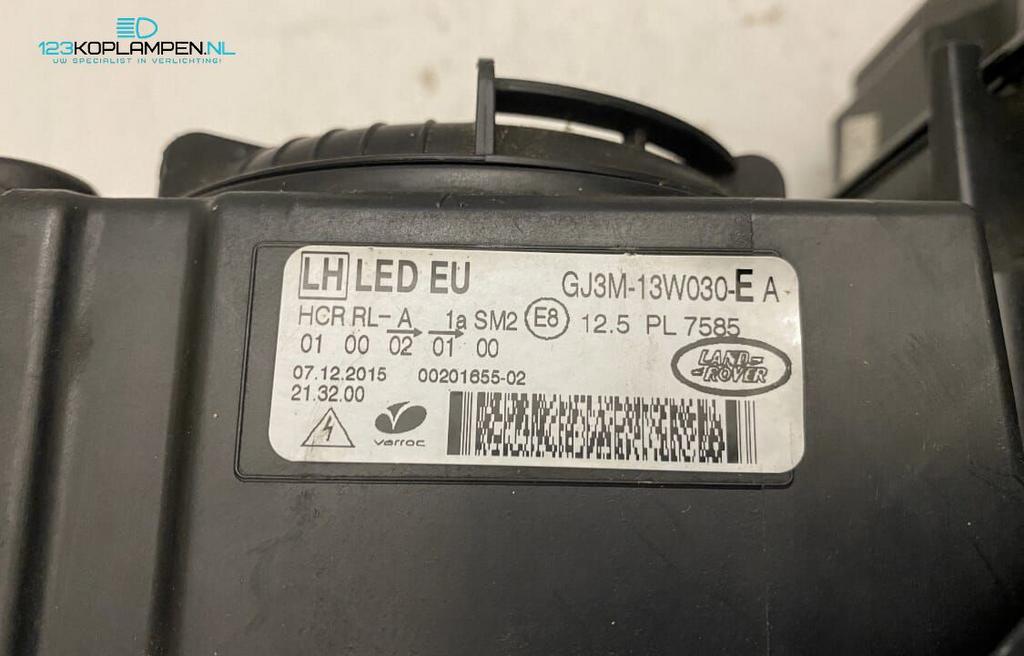 123KOPLAMPEN.NL
UW SPECIALIST IN VERLICHTING!
LH LED EU GJ3M-13W030-E A
HCR RL- A 1a SM2 E8 12.5 PL 7585
01 00 02 01 00
LAND-
-ROVER
07.12.2015 00201655-02
21.32.00
varroc